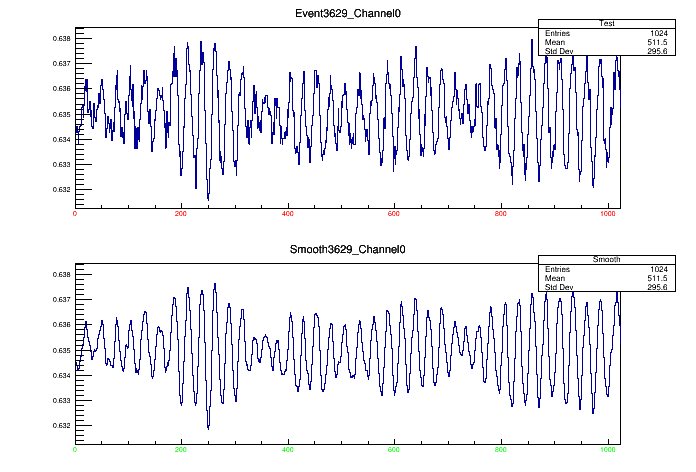 Event3629_Channel0
Test
Entries 1024
Mean 511.5
Std Dev 295.6
0.638
0.637
0.636
0.635
0.634
0.633
0.632
0 200 400 600 800 1000
Smooth3629_Channel0
Smooth
Entries 1024
Mean 511.5
Std Dev 295.6
0.638
0.637
0.636
0.635
0.634
0.633
0.632
0 200 400 600 800 1000